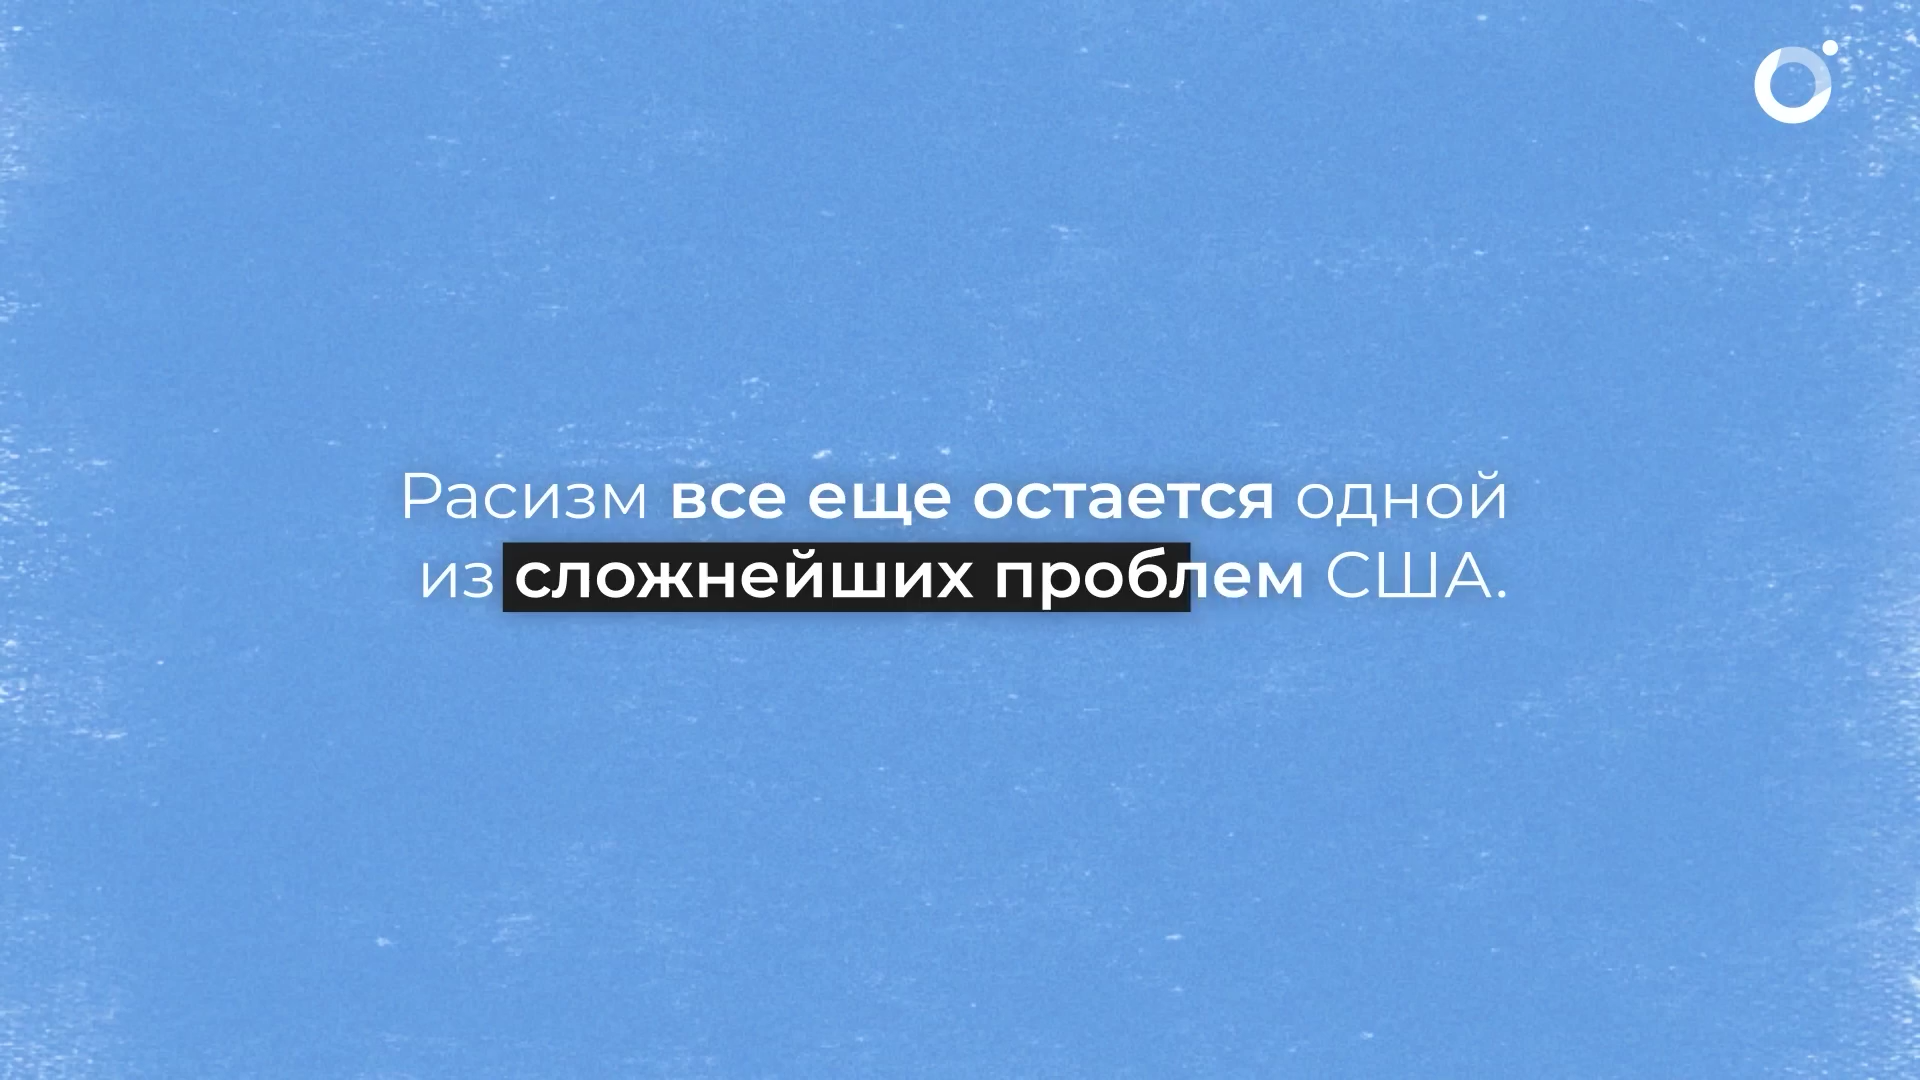 Расизм все еще остается одной
из сложнейших проблем США.